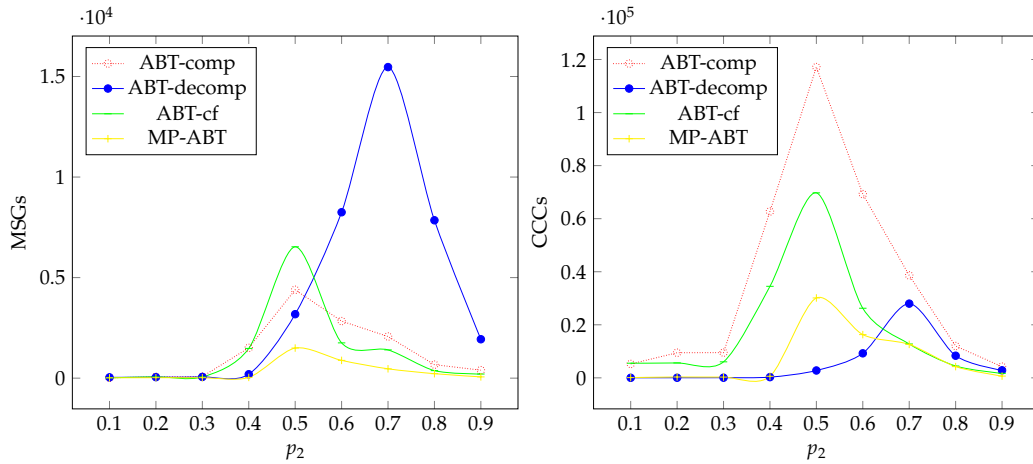 ·10^4
MSGs
1.5
1
0.5
0
ABT-comp
ABT-decomp
ABT-cf
MP-ABT
0.1 0.2 0.3 0.4 0.5 0.6 0.7 0.8 0.9
p_2
·10^5
CCCs
1.2
1
0.8
0.6
0.4
0.2
0
ABT-comp
ABT-decomp
ABT-cf
MP-ABT
0.1 0.2 0.3 0.4 0.5 0.6 0.7 0.8 0.9
p_2